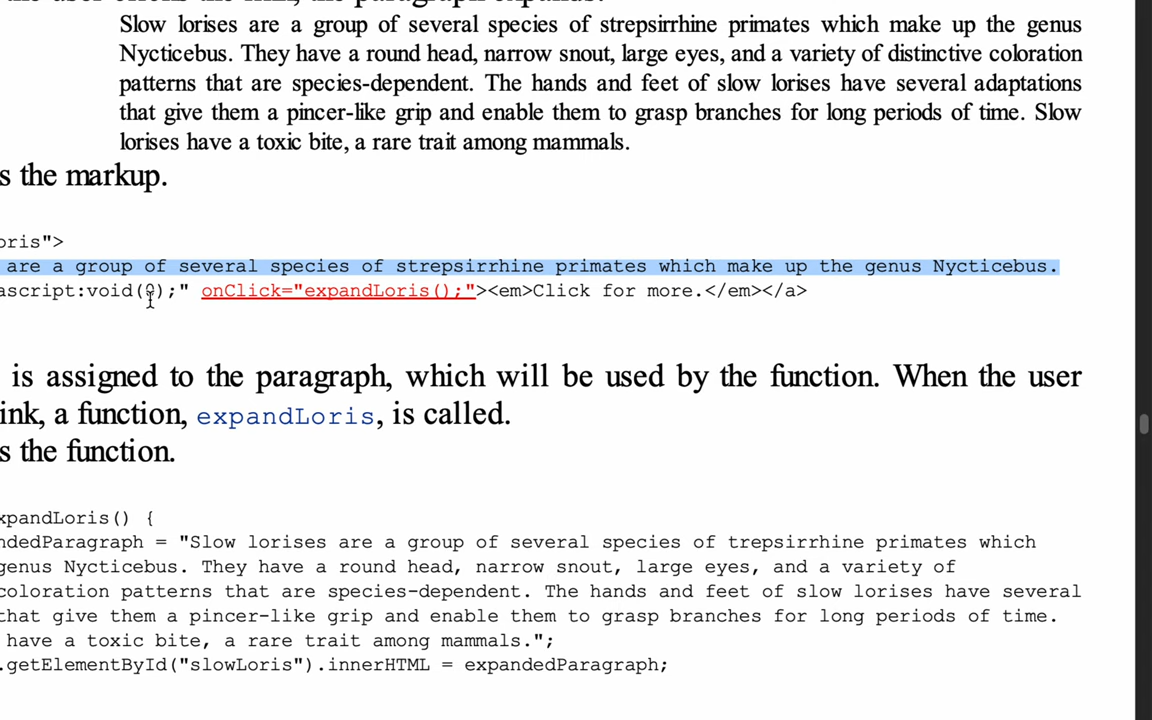 the paragraph expands.
Slow lorises are a group of several species of strepsirrhine primates which make up the genus
Nycticebus. They have a round head, narrow snout, large eyes, and a variety of distinctive coloration
patterns that are species-dependent. The hands and feet of slow lorises have several adaptations
that give them a pincer-like grip and enable them to grasp branches for long periods of time. Slow
lorises have a toxic bite, a rare trait among mammals.
s the markup.
oris">
are a group of several species of strepsirrhine primates which make up the genus Nycticebus.
ascript:void(0);" onClick="expandLoris();"><em>Click for more.</em></a>
is assigned to the paragraph, which will be used by the function. When the user
ink, a function, expandLoris, is called.
s the function.
xpandLoris() {
ndedParagraph = "Slow lorises are a group of several species of trepsirrhine primates which
genus Nycticebus. They have a round head, narrow snout, large eyes, and a variety of
coloration patterns that are species-dependent. The hands and feet of slow lorises have several
that give them a pincer-like grip and enable them to grasp branches for long periods of time.
have a toxic bite, a rare trait among mammals.";
.getElementById("slowLoris").innerHTML = expandedParagraph;